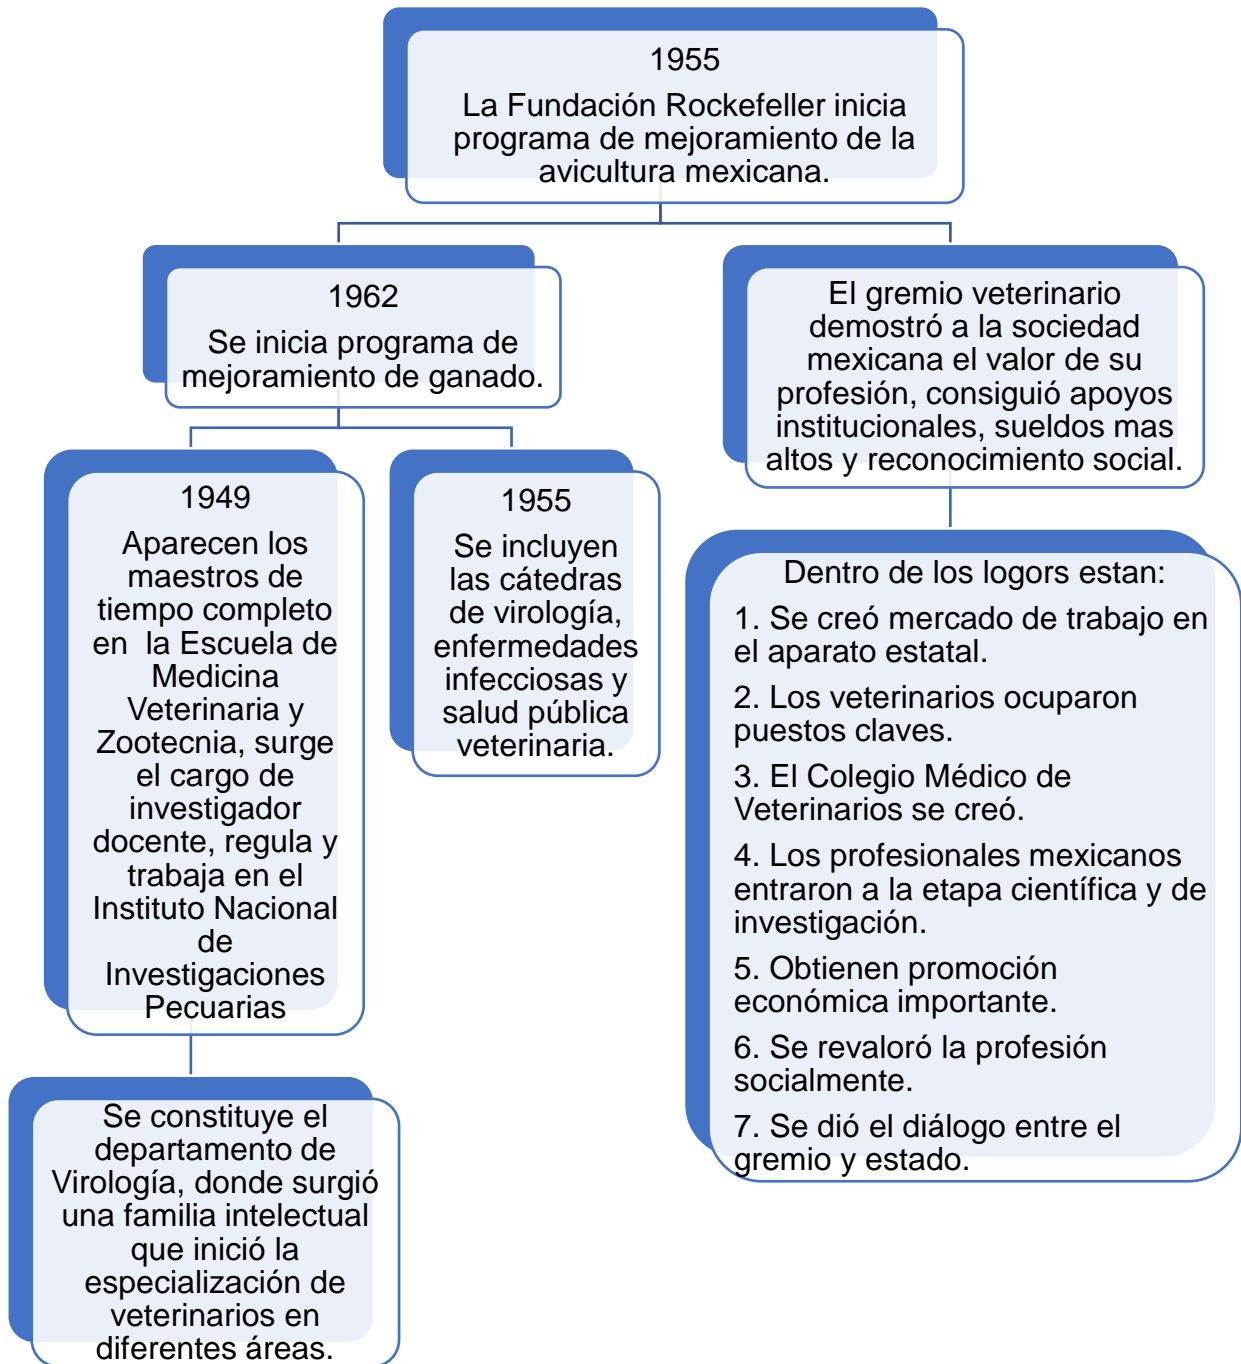 1955
La Fundación Rockefeller inicia
programa de mejoramiento de la
avicultura mexicana.
1962
Se inicia programa de
mejoramiento de ganado.
El gremio veterinario
demostró a la sociedad
mexicana el valor de su
profesión, consiguió apoyos
institucionales, sueldos mas
altos y reconocimiento social.
1949
Aparecen los
maestros de
tiempo completo
en la Escuela de
Medicina
Veterinaria y
Zootecnia, surge
el cargo de
investigador
docente, regula y
trabaja en el
Instituto Nacional
de
Investigaciones
Pecuarias
1955
Se incluyen
las cátedras
de virología,
enfermedades
infecciosas y
salud pública
veterinaria.
Dentro de los logors estan:
1. Se creó mercado de trabajo en
el aparato estatal.
2. Los veterinarios ocuparon
puestos claves.
3. El Colegio Médico de
Veterinarios se creó.
4. Los profesionales mexicanos
entraron a la etapa científica y de
investigación.
5. Obtienen promoción
económica importante.
6. Se revaloró la profesión
socialmente.
7. Se dió el diálogo entre el
gremio y estado.
Se constituye el
departamento de
Virología, donde surgió
una familia intelectual
que inició la
especialización de
veterinarios en
diferentes áreas.